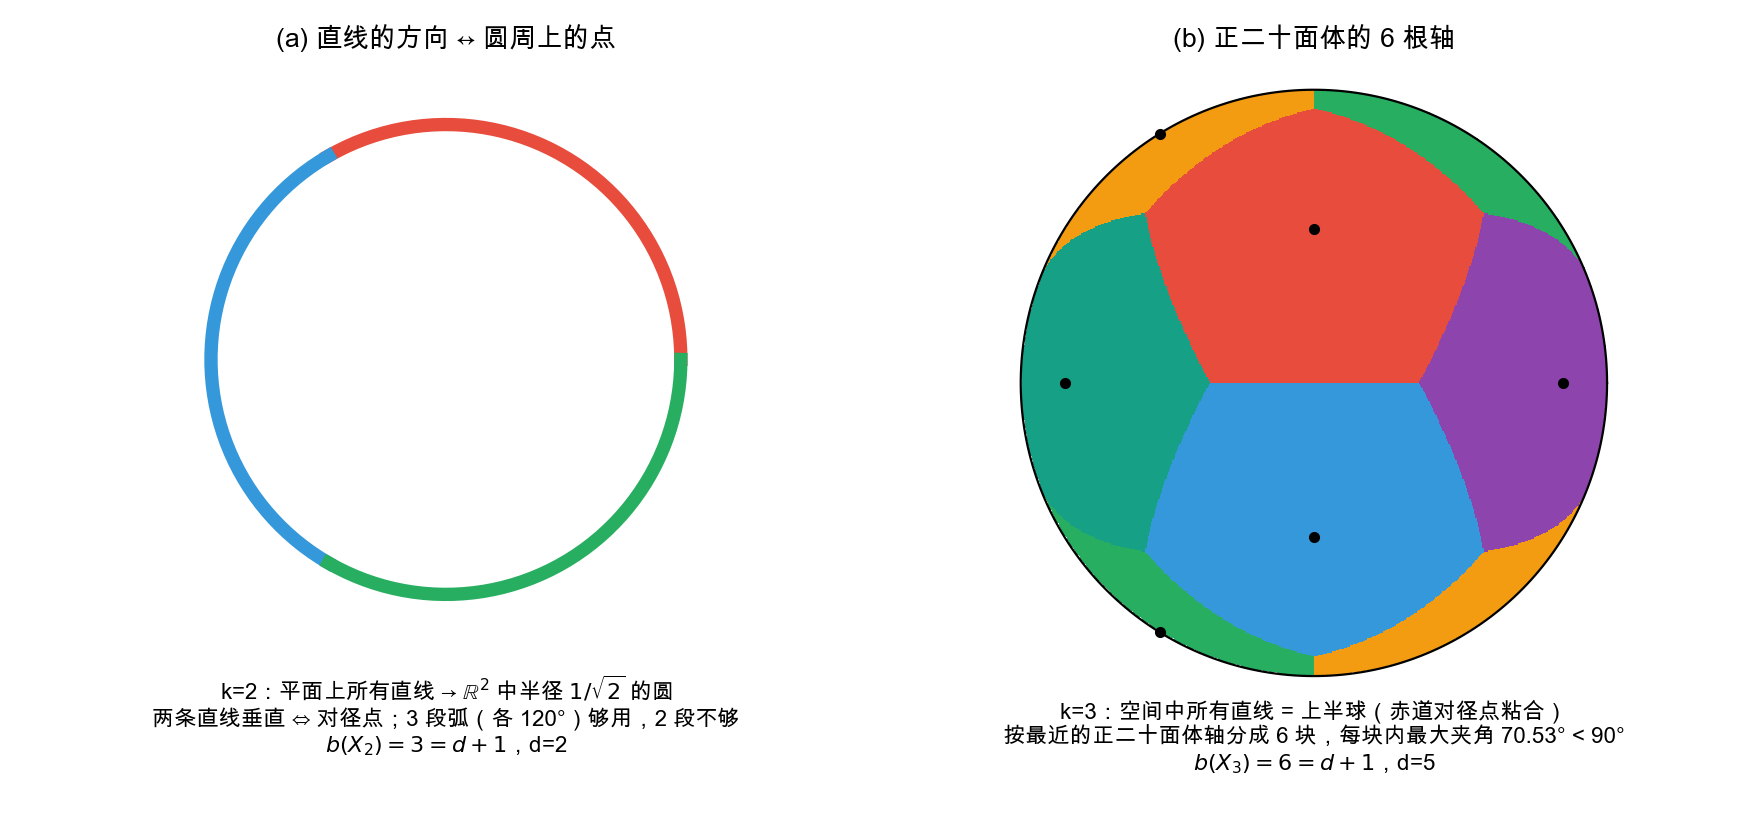 (a) 直线的方向 ↔ 圆周上的点
(b) 正二十面体的 6 根轴
k=2：平面上所有直线 → ℝ² 中半径 1/√2 的圆
两条直线垂直 ⇔ 对径点；3 段弧（各 120°）够用，2 段不够
b(X₂) = 3 = d + 1，d=2
k=3：空间中所有直线 = 上半球（赤道对径点粘合）
按最近的正二十面体轴分成 6 块，每块内最大夹角 70.53° < 90°
b(X₃) = 6 = d + 1，d=5